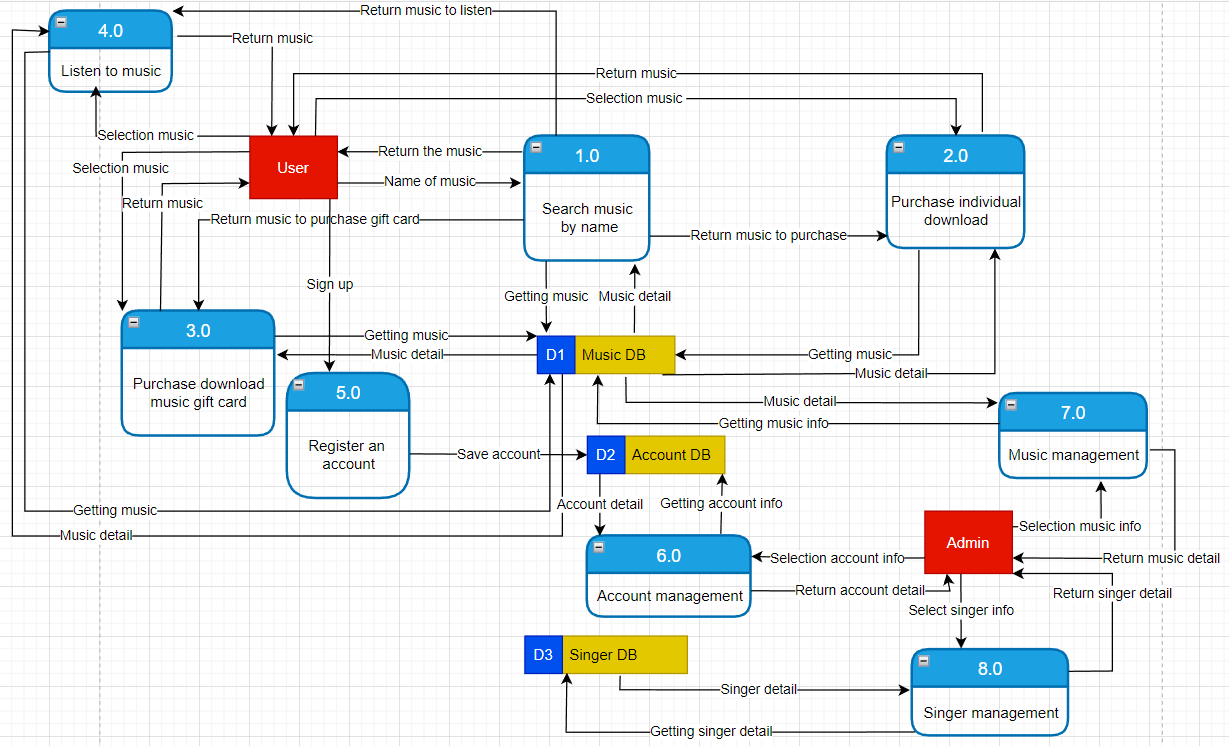 Return music to listen
4.0
Return music
Listen to music
Return music
Selection music
Selection music
User
Selection music
Return music
Return the music
Name of music
Return music to purchase gift card
1.0
Search music
by name
2.0
Purchase individual
download
Return music to purchase
Sign up
Getting music
Music detail
3.0
Purchase download
music gift card
Getting music
Music detail
D1
Music DB
Getting music
Music detail
5.0
Register an
account
Music detail
Getting music info
7.0
Music management
Save account
D2
Account DB
Getting music
Music detail
Account detail
Getting account info
Admin
Selection music info
Return music detail
6.0
Account management
Selection account info
Return account detail
Select singer info
Return singer detail
D3
Singer DB
Singer detail
Getting singer detail
8.0
Singer management